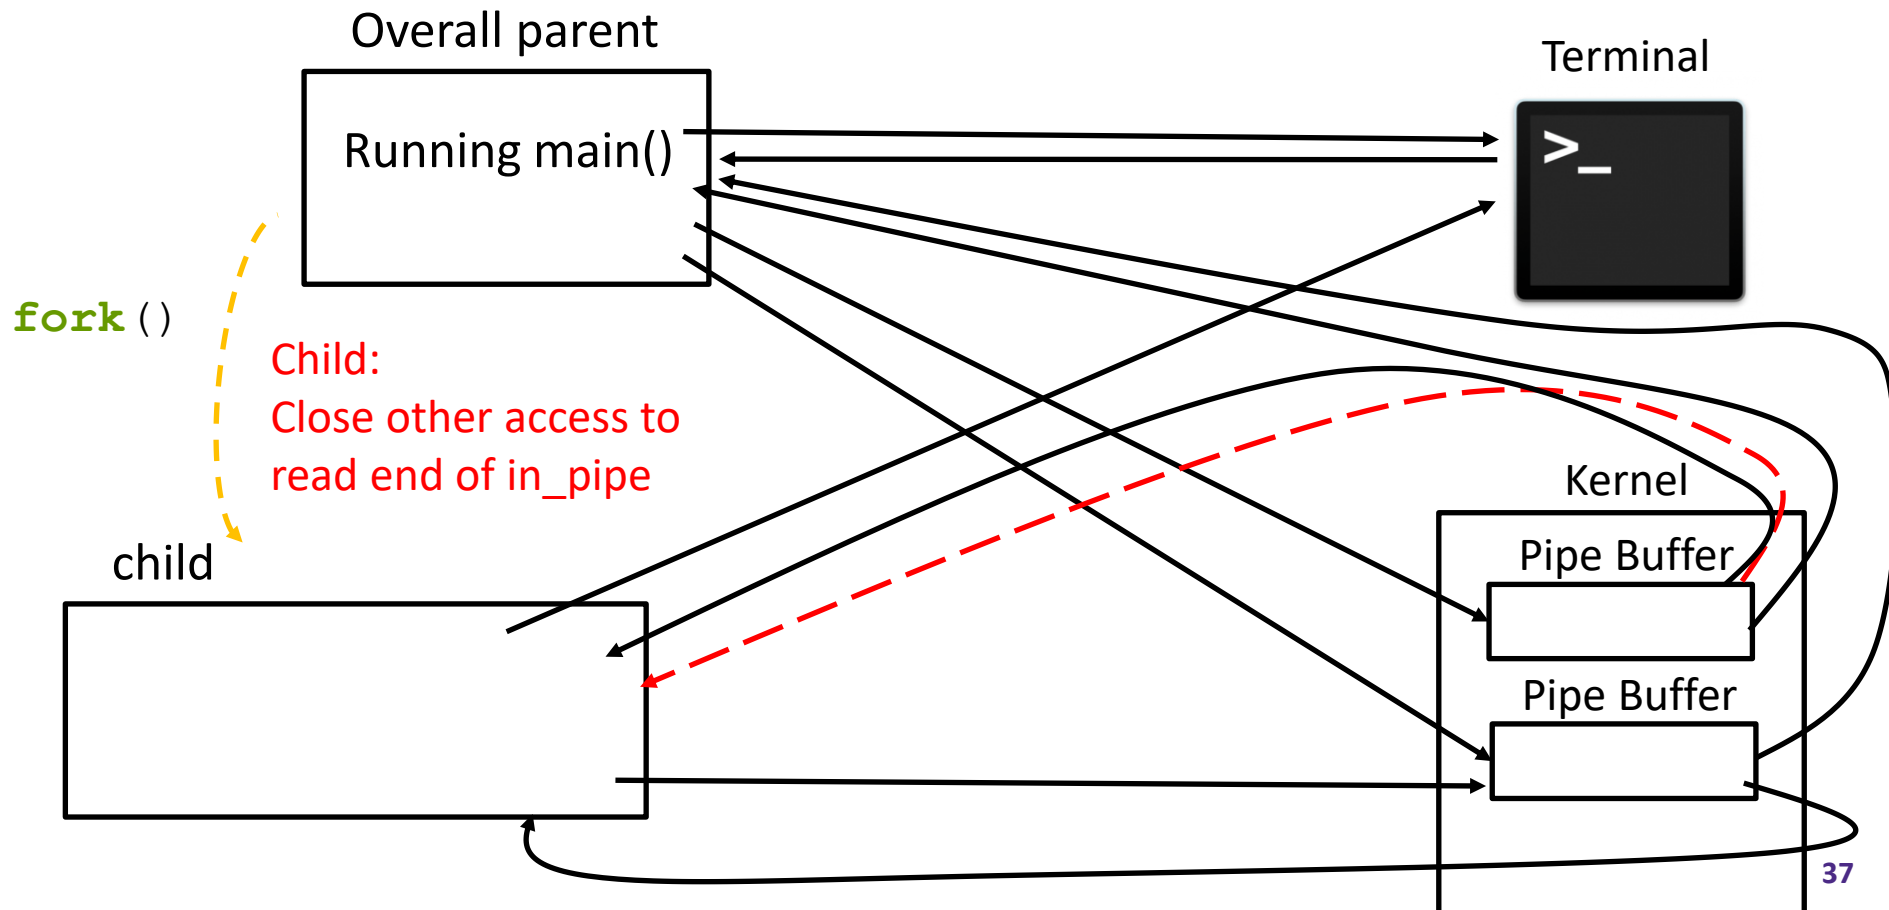 Overall parent
Terminal
Running main()
>_
fork()
Child:
Close other access to
read end of in_pipe
Kernel
child
Pipe Buffer
Pipe Buffer
37